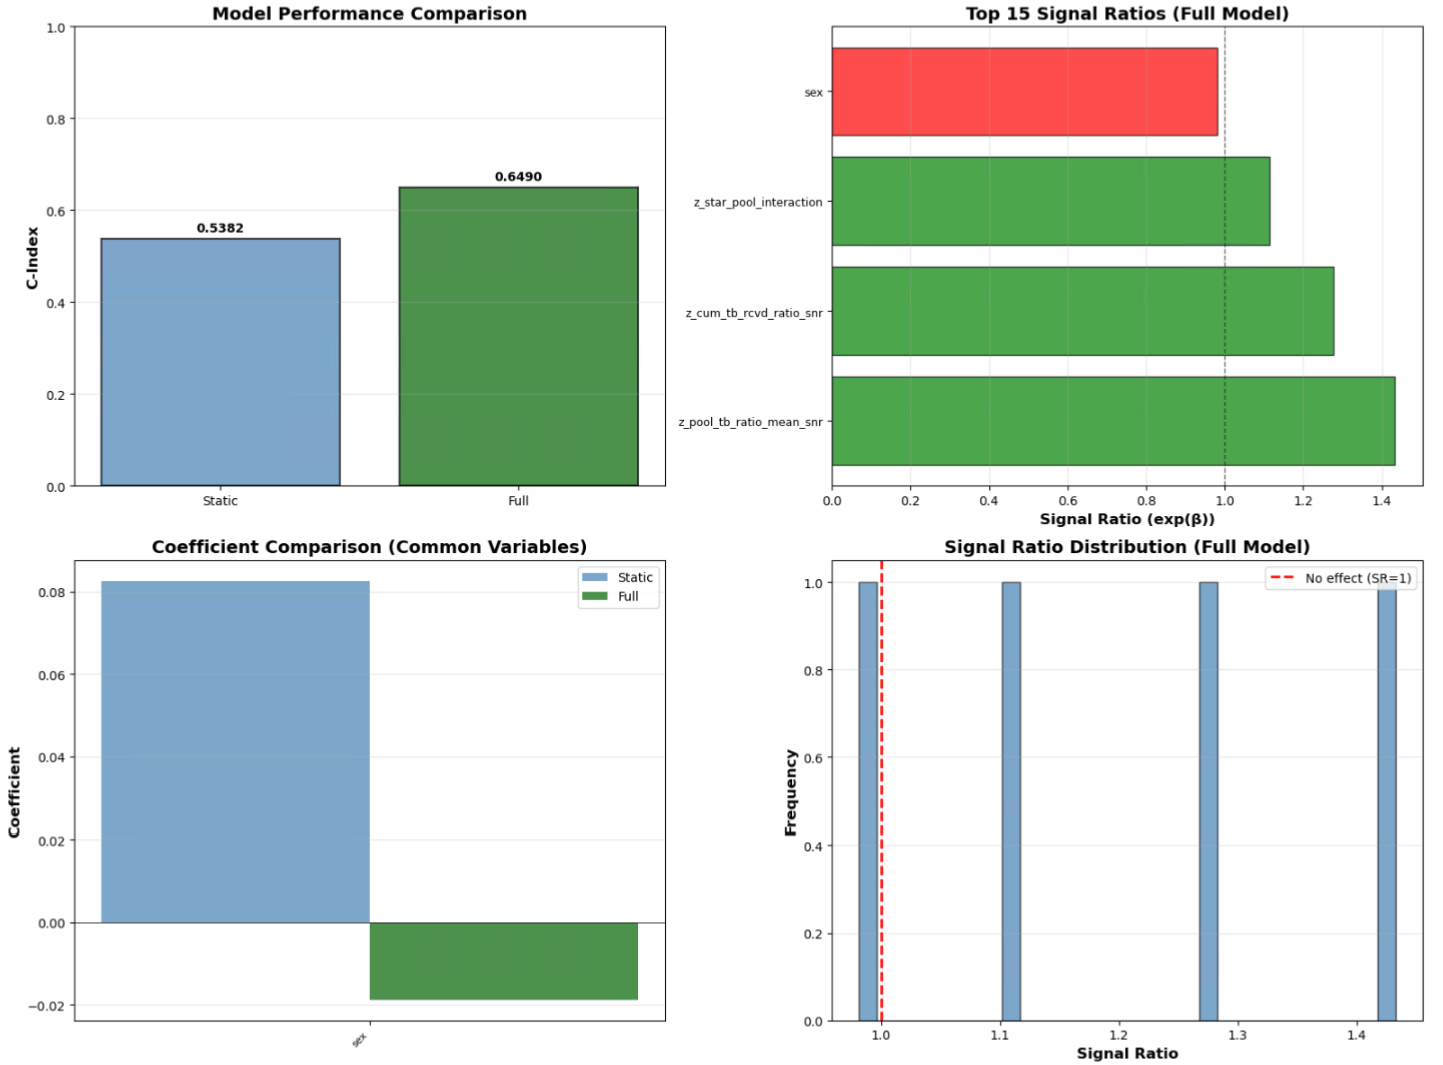 Model Performance Comparison
C-Index
1.0
0.8
0.6
0.4
0.2
0.0
0.5382
0.6490
Static
Full
Top 15 Signal Ratios (Full Model)
sex
z_star_pool_interaction
z_cum_tb_rcvd_ratio_snr
z_pool_tb_ratio_mean_snr
0.0 0.2 0.4 0.6 0.8 1.0 1.2 1.4
Signal Ratio (exp(β))
Coefficient Comparison (Common Variables)
Static
Full
Coefficient
0.08
0.06
0.04
0.02
0.00
−0.02
sex
Signal Ratio Distribution (Full Model)
No effect (SR=1)
Frequency
1.0
0.8
0.6
0.4
0.2
0.0
1.0 1.1 1.2 1.3 1.4
Signal Ratio